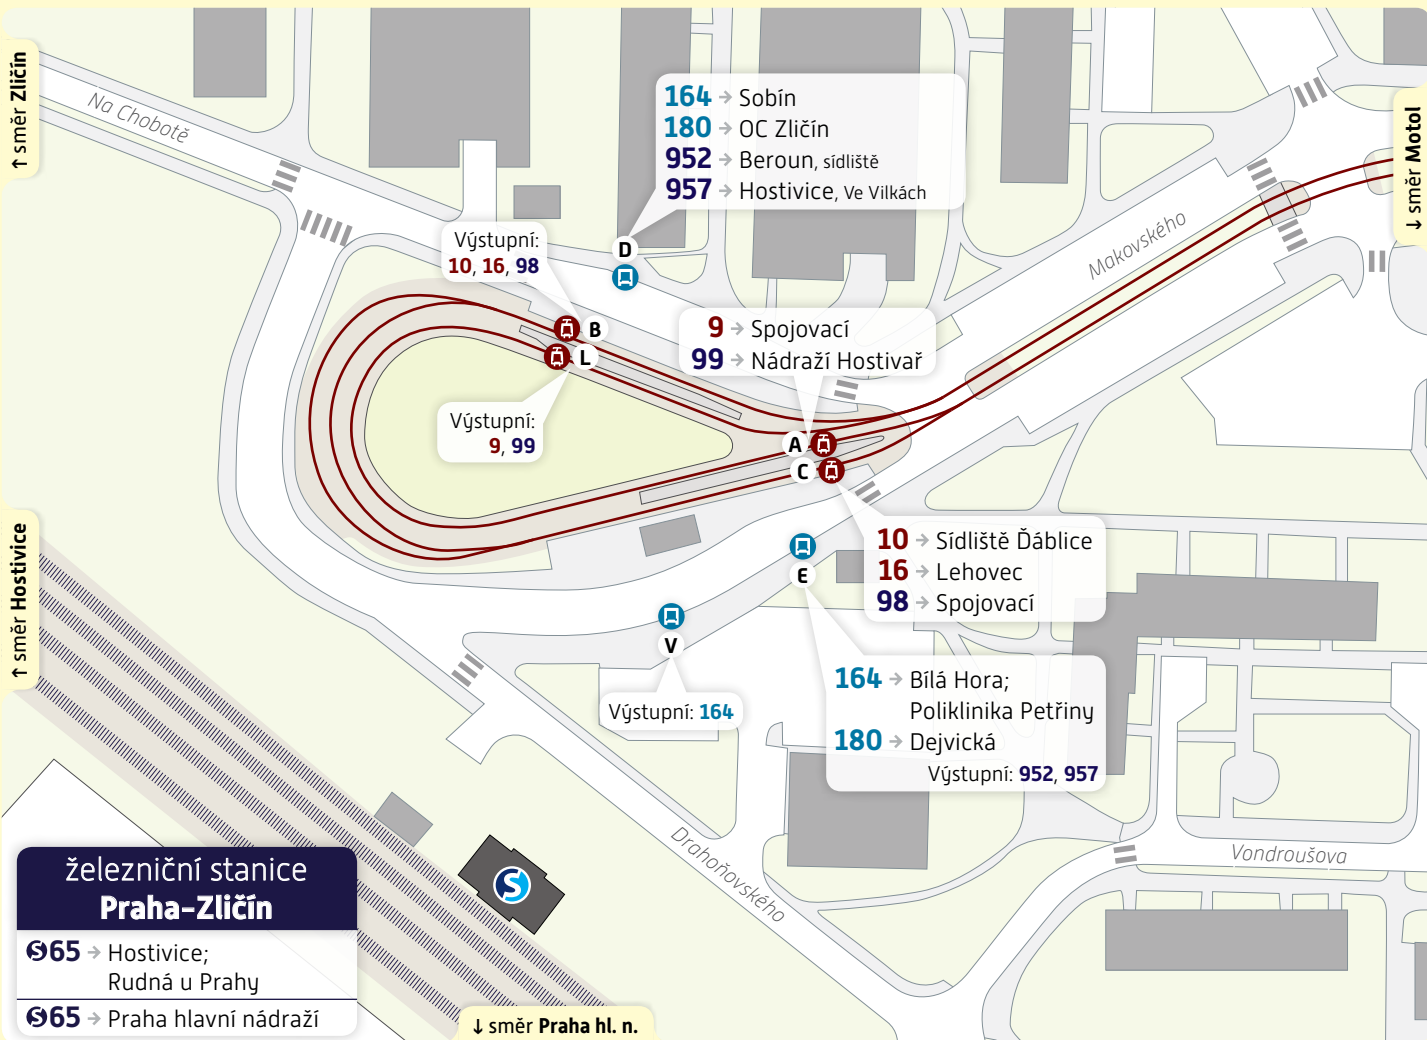 ↑ směr Zličín
Na Chobotě
164 → Sobín
180 → OC Zličín
952 → Beroun, sídliště
957 → Hostivice, Ve Vilkách
↓ směr Motol
Makovského
Výstupní:
10, 16, 98
D
B
L
9 → Spojovací
99 → Nádraží Hostivař
Výstupní:
9, 99
A
C
↑ směr Hostivice
10 → Sídliště Ďáblice
16 → Lehovec
98 → Spojovací
E
V
Výstupní: 164
164 → Bílá Hora;
Poliklinika Petřiny
180 → Dejvická
Výstupní: 952, 957
Drahoňovského
Vondroušova
S
železniční stanice
Praha-Zličín
S65 → Hostivice;
Rudná u Prahy
S65 → Praha hlavní nádraží
↓ směr Praha hl. n.